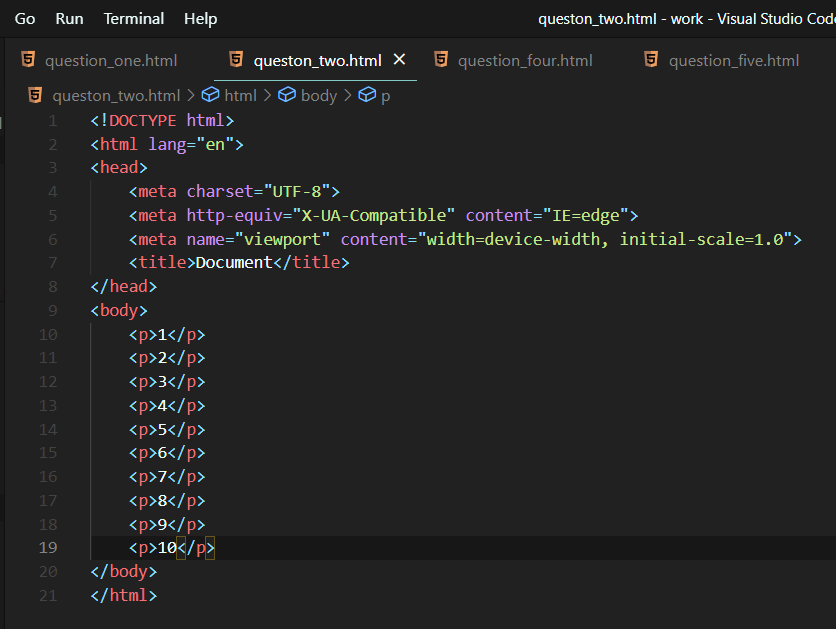 Go Run Terminal Help queston_two.html - work - Visual Studio Code
question_one.html queston_two.html question_four.html question_five.html
queston_two.html > html > body > p
1 <!DOCTYPE html>
2 <html lang="en">
3 <head>
4 <meta charset="UTF-8">
5 <meta http-equiv="X-UA-Compatible" content="IE=edge">
6 <meta name="viewport" content="width=device-width, initial-scale=1.0">
7 <title>Document</title>
8 </head>
9 <body>
10 <p>1</p>
11 <p>2</p>
12 <p>3</p>
13 <p>4</p>
14 <p>5</p>
15 <p>6</p>
16 <p>7</p>
17 <p>8</p>
18 <p>9</p>
19 <p>10</p>
20 </body>
21 </html>